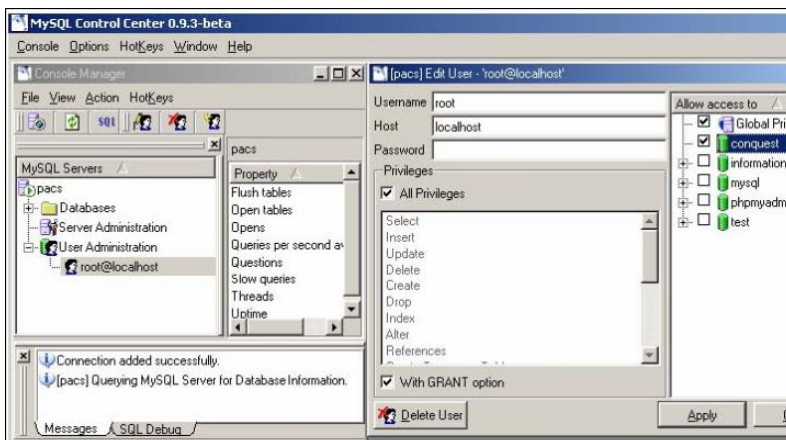 MySQL Control Center 0.9.3-beta
Console Options HotKeys Window Help
Console Manager
File View Action HotKeys
SQL
MySQL Servers
pacs
Databases
Server Administration
User Administration
root@localhost
pacs
Property
Flush tables
Open tables
Opens
Queries per second av
Questions
Slow queries
Threads
Uptime
Connection added successfully.
[pacs] Querying MySQL Server for Database Information.
Messages SQL Debug
[pacs] Edit User - 'root@localhost'
Username root
Host localhost
Password
Privileges
All Privileges
Select
Insert
Update
Delete
Create
Drop
Index
Alter
References
With GRANT option
Delete User
Apply
Allow access to
Global Pri
conquest
information
mysql
phpmyadm
test